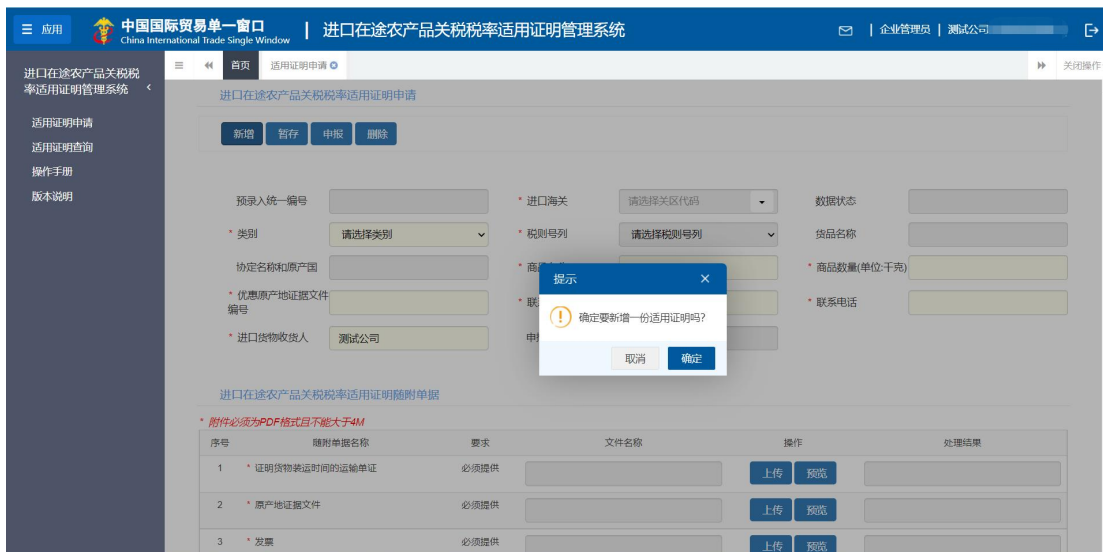 应用
中国国际贸易单一窗口
China International Trade Single Window
进口在途农产品关税税率适用证明管理系统
企业管理员
测试公司
进口在途农产品关税税率适用证明管理系统
适用证明申请
适用证明查询
操作手册
版本说明
首页
适用证明申请
关闭操作
进口在途农产品关税税率适用证明申请
新增 暂存 申报 删除
预录入统一编号
* 进口海关 请选择关区代码
数据状态
* 类别 请选择类别
* 税则号列 请选择税则号列
货品名称
协定名称和原产国
* 商品
* 商品数量(单位:千克)
* 优惠原产地证据文件编号
* 联
* 联系电话
* 进口货物收货人 测试公司
申
提示
确定要新增一份适用证明吗?
取消 确定
进口在途农产品关税税率适用证明随附单据
* 附件必须为PDF格式且不能大于4M
序号 随附单据名称 要求 文件名称 操作 处理结果
1 * 证明货物装运时间的运输单证 必须提供 上传 预览
2 * 原产地证据文件 必须提供 上传 预览
3 * 发票 必须提供 上传 预览